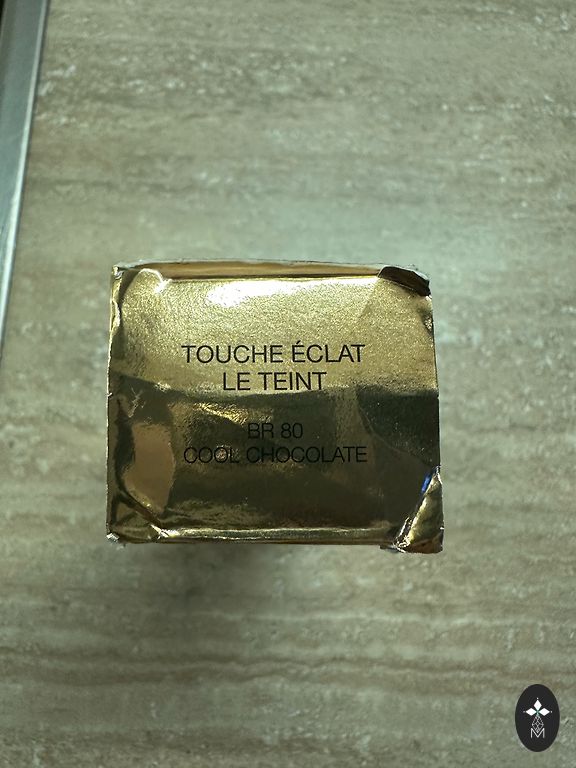 TOUCHE ÉCLAT
LE TEINT
BR 80
COOL CHOCOLATE
M